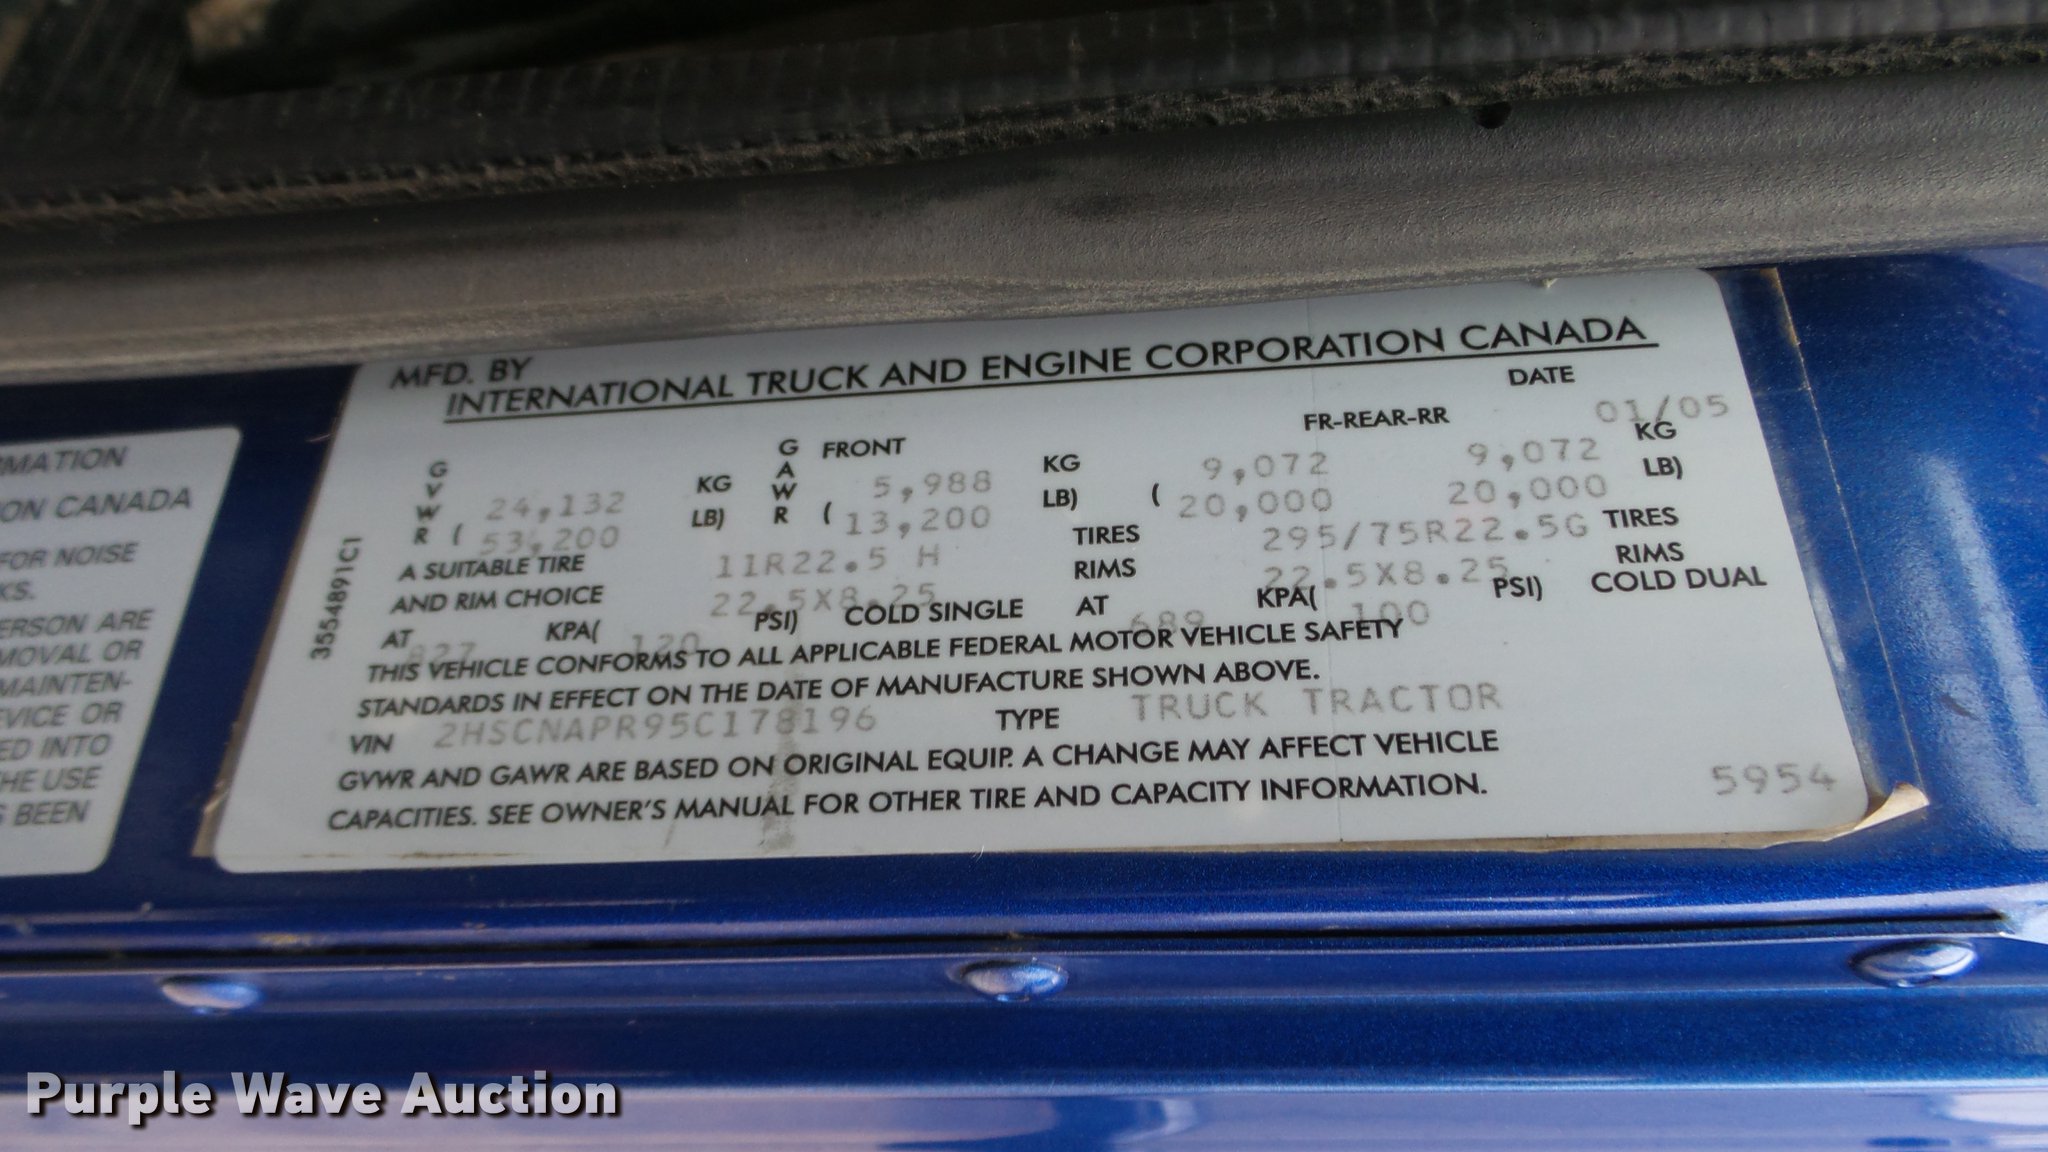 MFD. BY
INTERNATIONAL TRUCK AND ENGINE CORPORATION CANADA
DATE
01/05
FR-REAR-RR
G FRONT
G V W R
24,132 KG
( 53,200 LB)
G A W R
5,988 KG
( 13,200 LB)
9,072 9,072 KG
( 20,000 20,000 LB)
A SUITABLE TIRE 11R22.5 H TIRES 295/75R22.5G TIRES
AND RIM CHOICE 22.5X8.25 RIMS 22.5X8.25 RIMS
AT 827 KPA( 120 PSI) COLD SINGLE AT 689 KPA( 100 PSI) COLD DUAL
THIS VEHICLE CONFORMS TO ALL APPLICABLE FEDERAL MOTOR VEHICLE SAFETY
STANDARDS IN EFFECT ON THE DATE OF MANUFACTURE SHOWN ABOVE.
VIN 2HSCNAPR95C178196 TYPE TRUCK TRACTOR
GVWR AND GAWR ARE BASED ON ORIGINAL EQUIP. A CHANGE MAY AFFECT VEHICLE
CAPACITIES. SEE OWNER'S MANUAL FOR OTHER TIRE AND CAPACITY INFORMATION.
5954
3554891C1
RMATION
ON CANADA
FOR NOISE
KS.
ERSON ARE
MOVAL OR
MAINTEN-
EVICE OR
ED INTO
HE USE
S BEEN
Purple Wave Auction